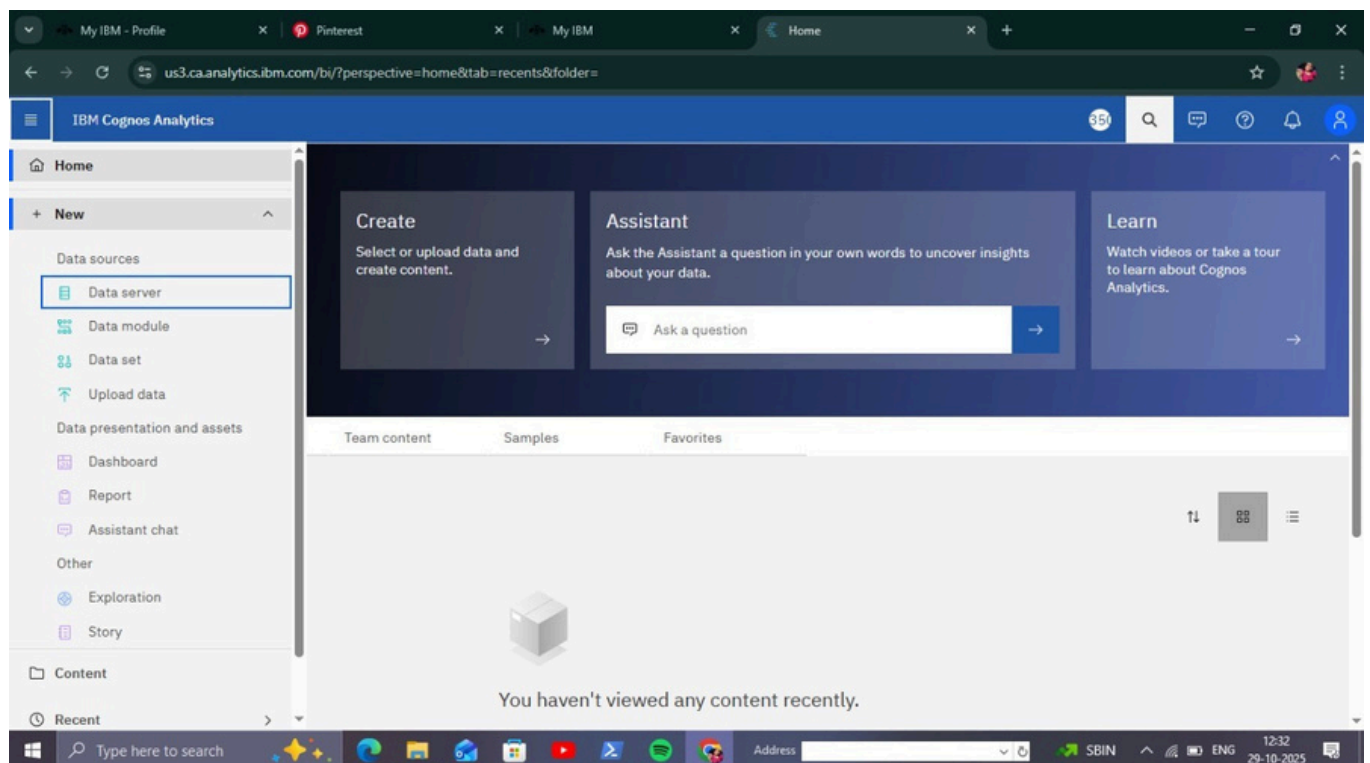 My IBM - Profile
Pinterest
My IBM
Home
us3.ca.analytics.ibm.com/bi/?perspective=home&tab=recents&folder=
IBM Cognos Analytics
350
Home
New
Data sources
Data server
Data module
Data set
Upload data
Data presentation and assets
Dashboard
Report
Assistant chat
Other
Exploration
Story
Content
Recent
Create
Select or upload data and
create content.
Assistant
Ask the Assistant a question in your own words to uncover insights
about your data.
Ask a question
Learn
Watch videos or take a tour
to learn about Cognos
Analytics.
Team content
Samples
Favorites
You haven't viewed any content recently.
Type here to search
Address
SBIN
ENG
12:32
29-10-2025